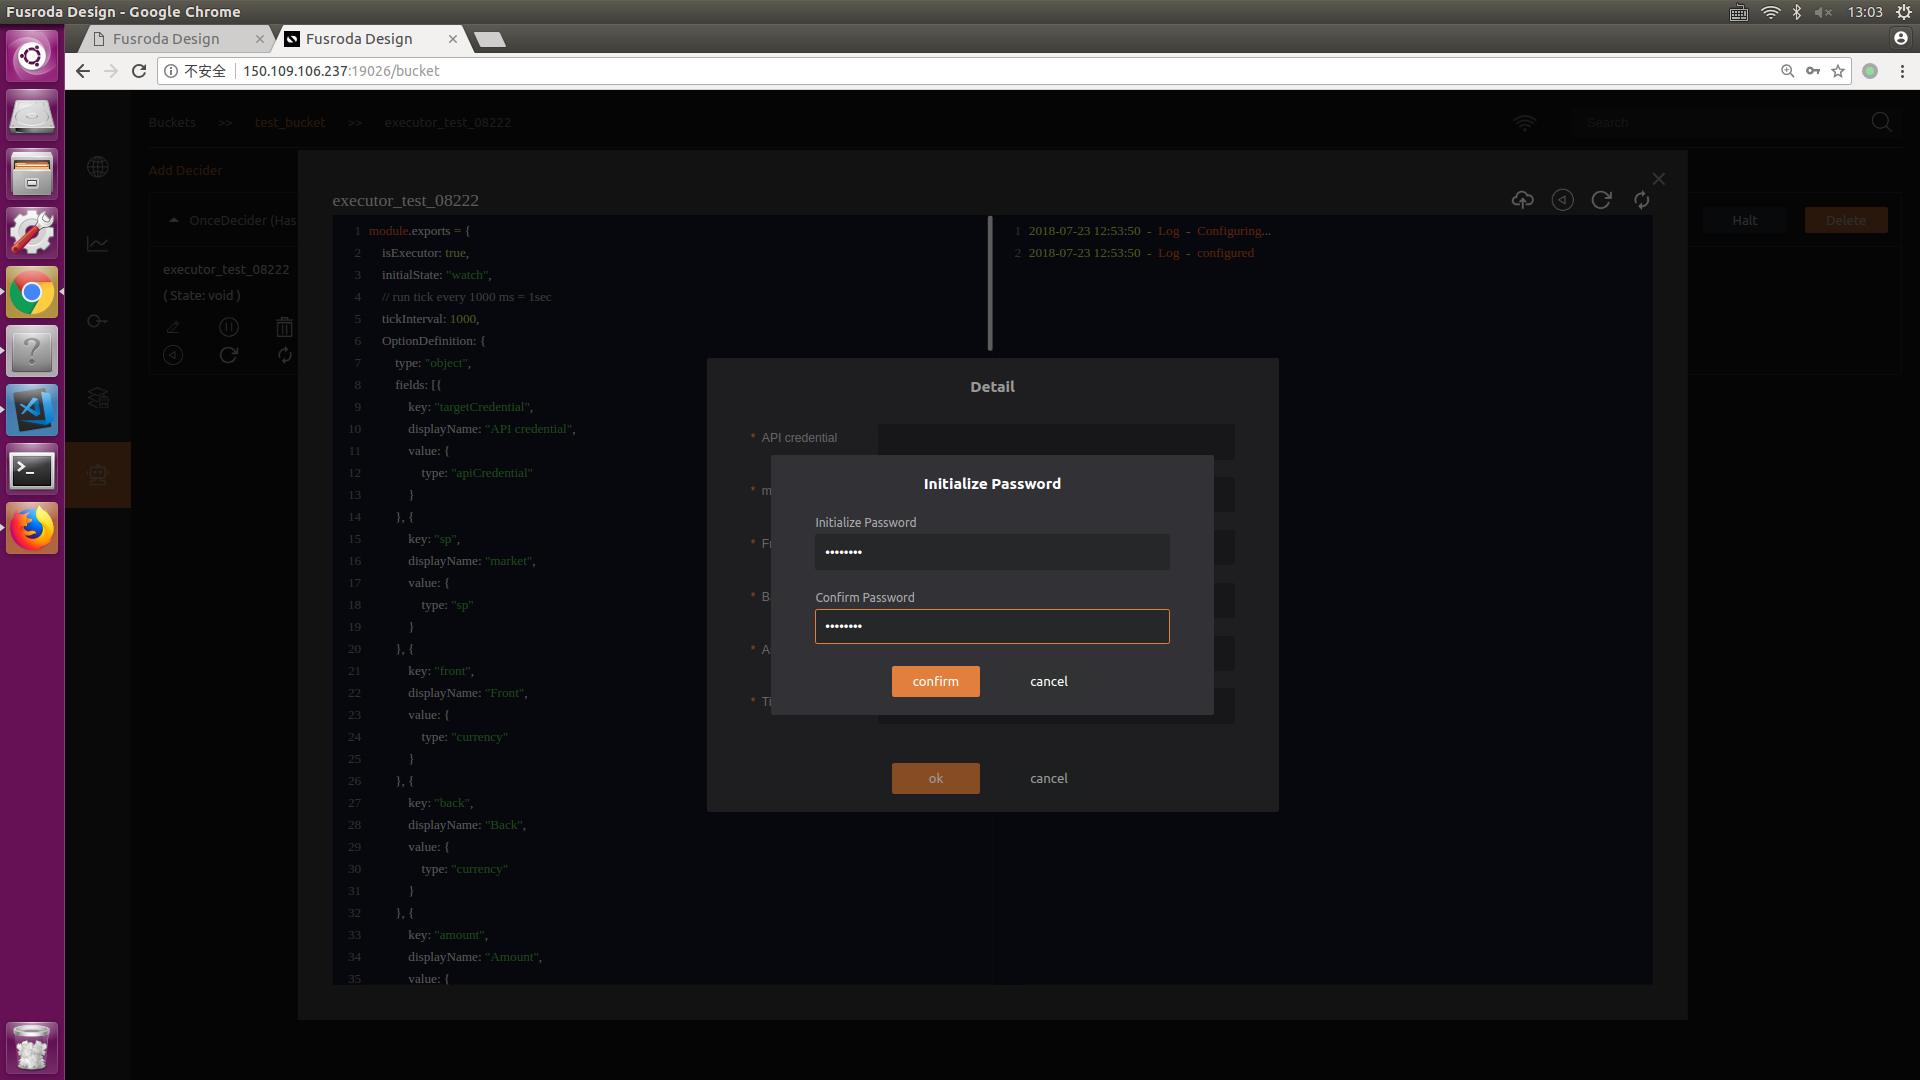 Fusroda Design - Google Chrome
13:03
Fusroda Design
Fusroda Design
不安全
150.109.106.237:19026/bucket
Buckets >> test_bucket >> executor_test_08222
Search
Add Decider
OnceDecider (Has
Halt
Delete
executor_test_08222
( State: void )
executor_test_08222
1 module.exports = {
2 isExecutor: true,
3 initialState: "watch",
4 // run tick every 1000 ms = 1sec
5 tickInterval: 1000,
6 OptionDefinition: {
7 type: "object",
8 fields: [{
9 key: "targetCredential",
10 displayName: "API credential",
11 value: {
12 type: "apiCredential"
13 }
14 }, {
15 key: "sp",
16 displayName: "market",
17 value: {
18 type: "sp"
19 }
20 }, {
21 key: "front",
22 displayName: "Front",
23 value: {
24 type: "currency"
25 }
26 }, {
27 key: "back",
28 displayName: "Back",
29 value: {
30 type: "currency"
31 }
32 }, {
33 key: "amount",
34 displayName: "Amount",
35 value: {
1 2018-07-23 12:53:50 - Log - Configuring...
2 2018-07-23 12:53:50 - Log - configured
Detail
* API credential
* m
* Fr
* B
* A
* Ti
ok
cancel
Initialize Password
Initialize Password
••••••••
Confirm Password
••••••••
confirm
cancel